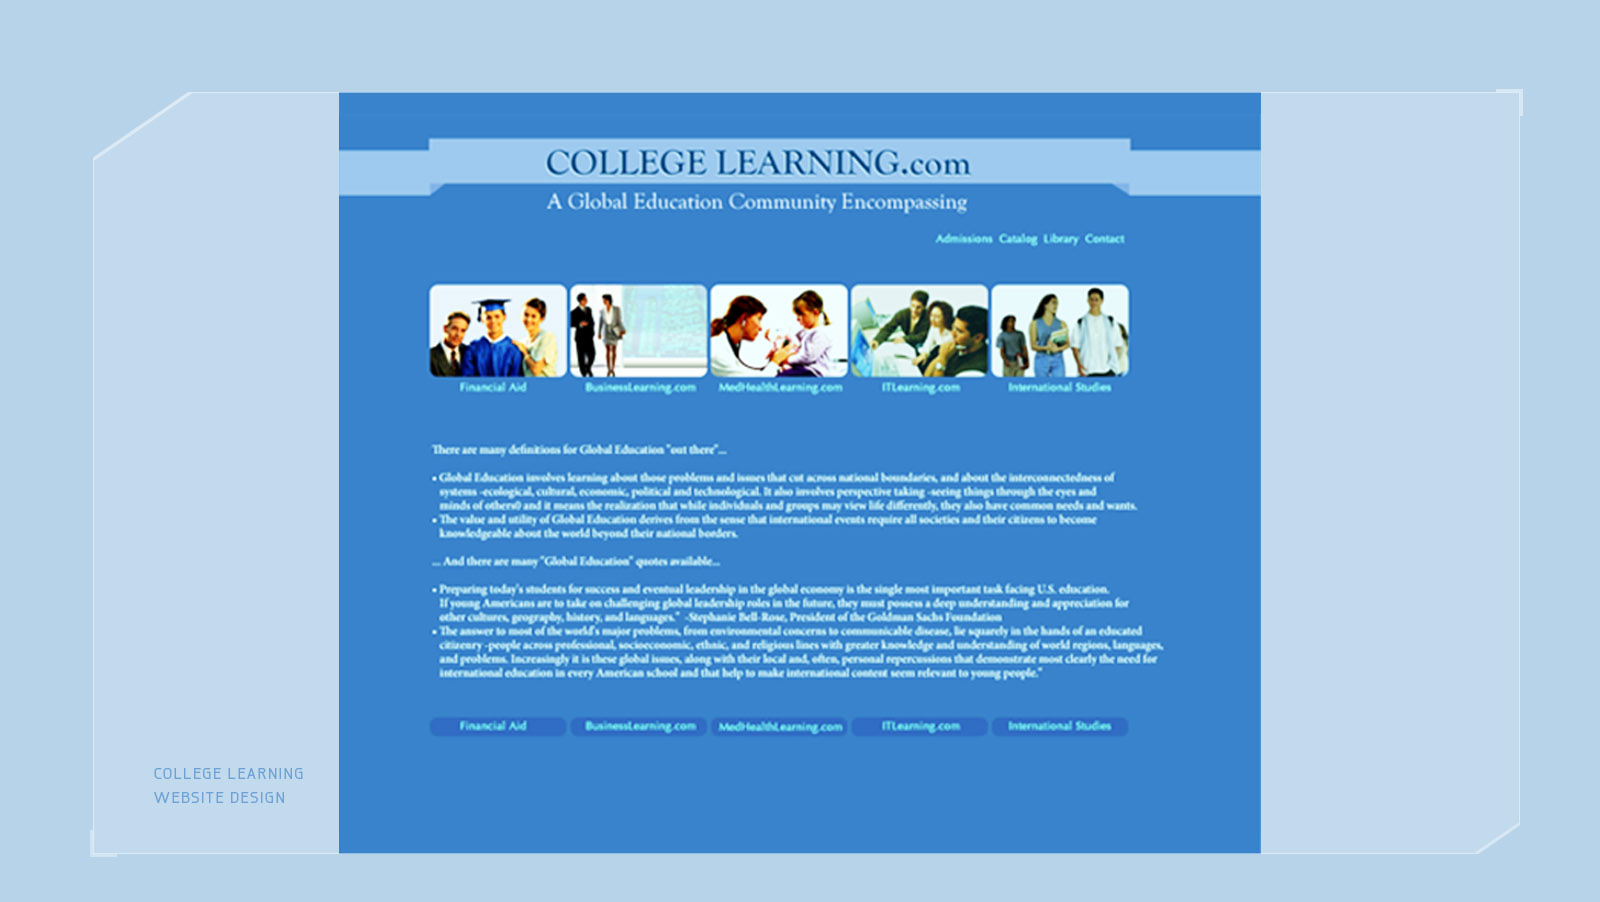 COLLEGE LEARNING.com
A Global Education Community Encompassing
Admissions Catalog Library Contact
Financial Aid BusinessLearning.com MedHealthLearning.com ITLearning.com International Studies
There are many definitions for Global Education "out there"...
• Global Education involves learning about those problems and issues that cut across national boundaries, and about the interconnectedness of
systems -ecological, cultural, economic, political and technological. It also involves perspective taking -seeing things through the eyes and
minds of others0 and it means the realization that while individuals and groups may view life differently, they also have common needs and wants.
• The value and utility of Global Education derives from the sense that international events require all societies and their citizens to become
knowledgeable about the world beyond their national borders.
... And there are many "Global Education" quotes available...
• Preparing today's students for success and eventual leadership in the global economy is the single most important task facing U.S. education.
If young Americans are to take on challenging global leadership roles in the future, they must possess a deep understanding and appreciation for
other cultures, geography, history, and languages." -Stephanie Bell-Rose, President of the Goldman Sachs Foundation
• The answer to most of the world's major problems, from environmental concerns to communicable disease, lie squarely in the hands of an educated
citizenry -people across professional, socioeconomic, ethnic, and religious lines with greater knowledge and understanding of world regions, languages,
and problems. Increasingly it is these global issues, along with their local and, often, personal repercussions that demonstrate most clearly the need for
international education in every American school and that help to make international content seem relevant to young people."
Financial Aid BusinessLearning.com MedHealthLearning.com ITLearning.com International Studies
COLLEGE LEARNING
WEBSITE DESIGN